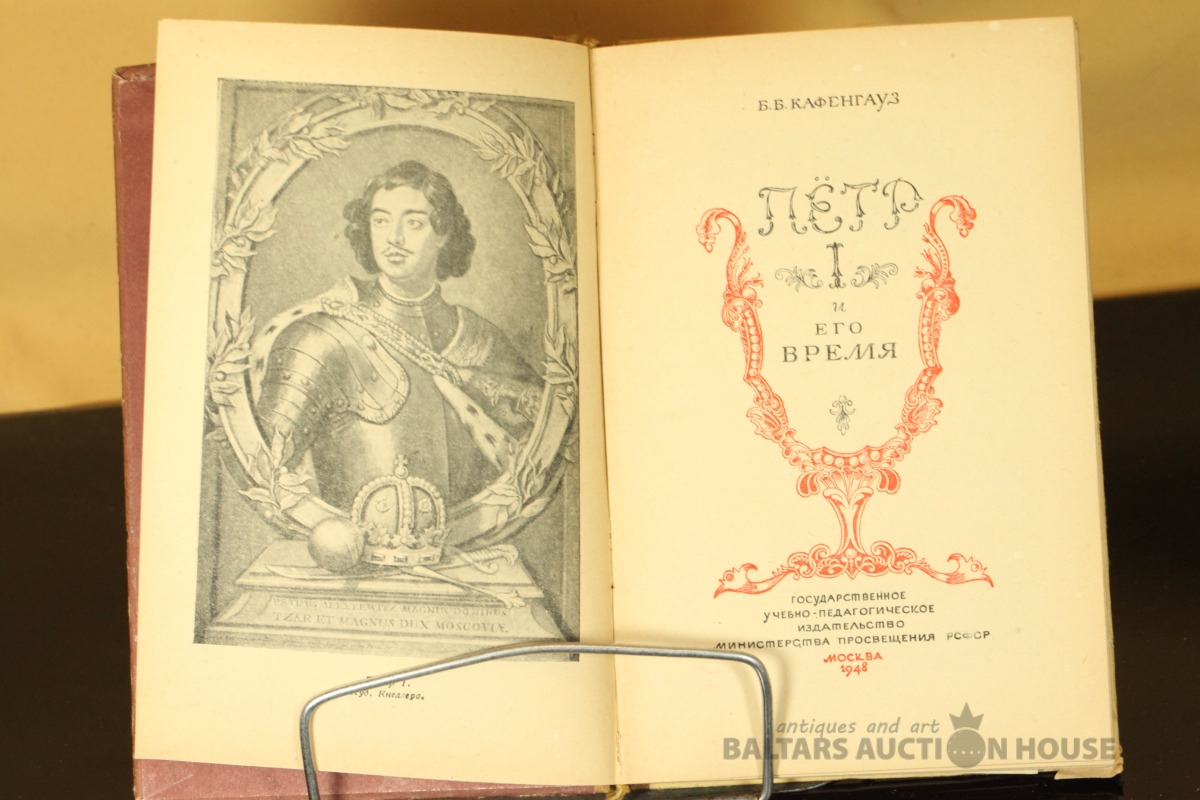 TZAR ET MAGNUS DUX MOSCOVIÆ
I.
Кнеллера.
Б.Б.КАФЕНГАУЗ
ПЁТР
I
И
ЕГО
ВРЕМЯ
ГОСУДАРСТВЕННОЕ
УЧЕБНО-ПЕДАГОГИЧЕСКОЕ
ИЗДАТЕЛЬСТВО
МИНИСТЕРСТВА ПРОСВЕЩЕНИЯ РСФСР
МОСКВА
1948
antiques and art
BALTARS AUCTION HOUSE